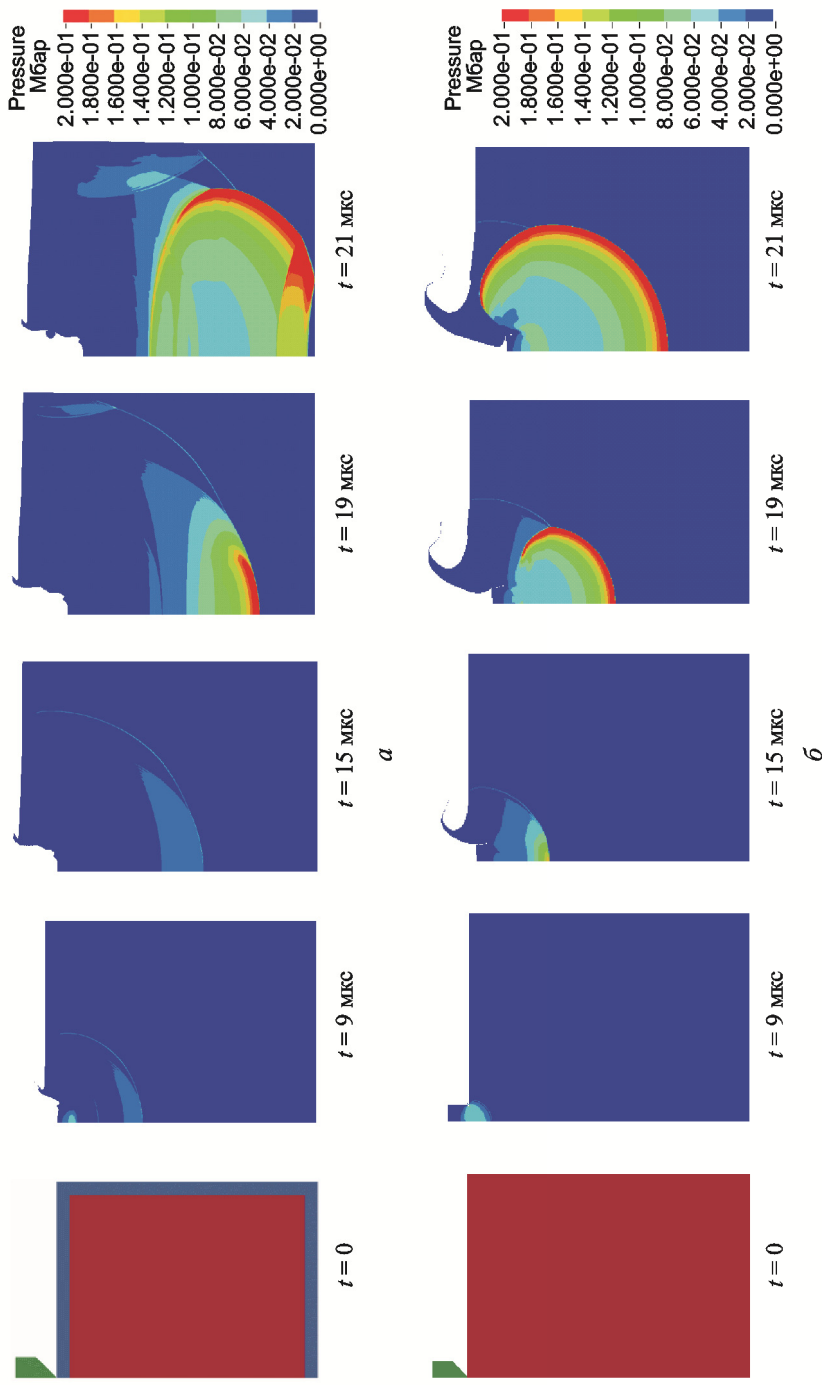 Pressure
Мбар
2.000e-01
1.800e-01
1.600e-01
1.400e-01
1.200e-01
1.000e-01
8.000e-02
6.000e-02
4.000e-02
2.000e-02
0.000e+00
t = 0
t = 9 мкс
t = 15 мкс
t = 19 мкс
t = 21 мкс
а
Pressure
Мбар
2.000e-01
1.800e-01
1.600e-01
1.400e-01
1.200e-01
1.000e-01
8.000e-02
6.000e-02
4.000e-02
2.000e-02
0.000e+00
t = 0
t = 9 мкс
t = 15 мкс
t = 19 мкс
t = 21 мкс
б